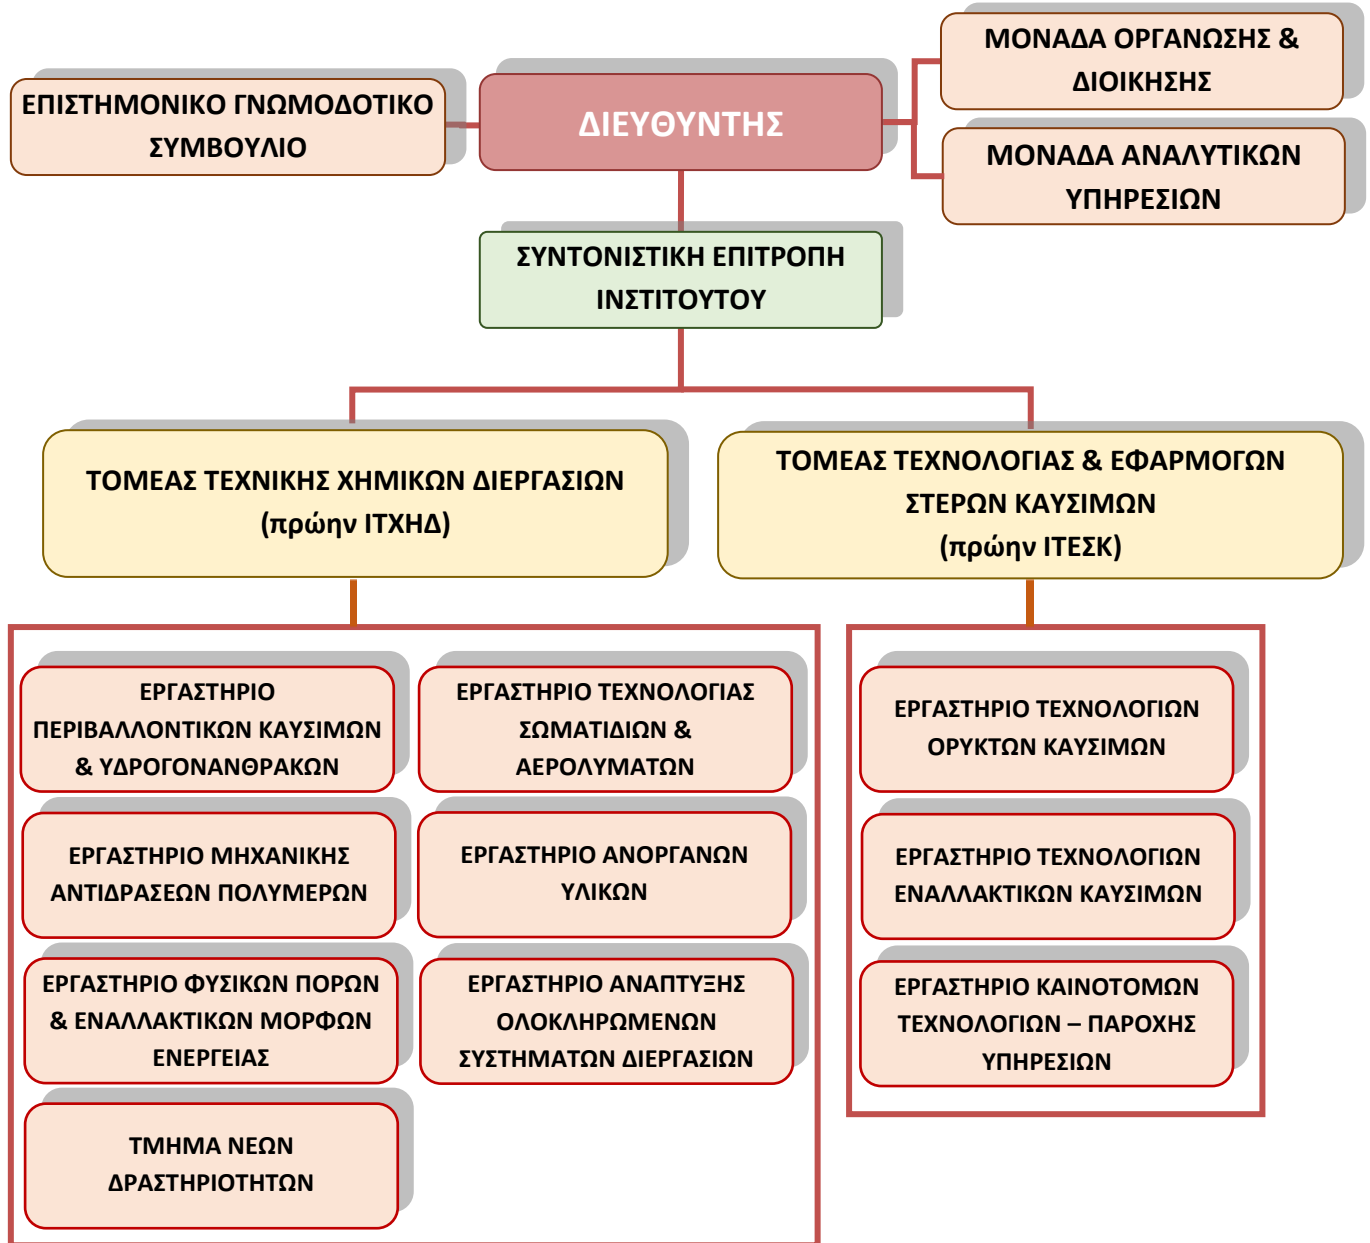 ΕΠΙΣΤΗΜΟΝΙΚΟ ΓΝΩΜΟΔΟΤΙΚΟ
ΣΥΜΒΟΥΛΙΟ
ΔΙΕΥΘΥΝΤΗΣ
ΜΟΝΑΔΑ ΟΡΓΑΝΩΣΗΣ &
ΔΙΟΙΚΗΣΗΣ
ΜΟΝΑΔΑ ΑΝΑΛΥΤΙΚΩΝ
ΥΠΗΡΕΣΙΩΝ
ΣΥΝΤΟΝΙΣΤΙΚΗ ΕΠΙΤΡΟΠΗ
ΙΝΣΤΙΤΟΥΤΟΥ
ΤΟΜΕΑΣ ΤΕΧΝΙΚΗΣ ΧΗΜΙΚΩΝ ΔΙΕΡΓΑΣΙΩΝ
(πρώην ΙΤΧΗΔ)
ΤΟΜΕΑΣ ΤΕΧΝΟΛΟΓΙΑΣ & ΕΦΑΡΜΟΓΩΝ
ΣΤΕΡΩΝ ΚΑΥΣΙΜΩΝ
(πρώην ΙΤΕΣΚ)
ΕΡΓΑΣΤΗΡΙΟ
ΠΕΡΙΒΑΛΛΟΝΤΙΚΩΝ ΚΑΥΣΙΜΩΝ
& ΥΔΡΟΓΟΝΑΝΘΡΑΚΩΝ
ΕΡΓΑΣΤΗΡΙΟ ΤΕΧΝΟΛΟΓΙΑΣ
ΣΩΜΑΤΙΔΙΩΝ &
ΑΕΡΟΛΥΜΑΤΩΝ
ΕΡΓΑΣΤΗΡΙΟ ΜΗΧΑΝΙΚΗΣ
ΑΝΤΙΔΡΑΣΕΩΝ ΠΟΛΥΜΕΡΩΝ
ΕΡΓΑΣΤΗΡΙΟ ΑΝΟΡΓΑΝΩΝ
ΥΛΙΚΩΝ
ΕΡΓΑΣΤΗΡΙΟ ΦΥΣΙΚΩΝ ΠΟΡΩΝ
& ΕΝΑΛΛΑΚΤΙΚΩΝ ΜΟΡΦΩΝ
ΕΝΕΡΓΕΙΑΣ
ΕΡΓΑΣΤΗΡΙΟ ΑΝΑΠΤΥΞΗΣ
ΟΛΟΚΛΗΡΩΜΕΝΩΝ
ΣΥΣΤΗΜΑΤΩΝ ΔΙΕΡΓΑΣΙΩΝ
ΤΜΗΜΑ ΝΕΩΝ
ΔΡΑΣΤΗΡΙΟΤΗΤΩΝ
ΕΡΓΑΣΤΗΡΙΟ ΤΕΧΝΟΛΟΓΙΩΝ
ΟΡΥΚΤΩΝ ΚΑΥΣΙΜΩΝ
ΕΡΓΑΣΤΗΡΙΟ ΤΕΧΝΟΛΟΓΙΩΝ
ΕΝΑΛΛΑΚΤΙΚΩΝ ΚΑΥΣΙΜΩΝ
ΕΡΓΑΣΤΗΡΙΟ ΚΑΙΝΟΤΟΜΩΝ
ΤΕΧΝΟΛΟΓΙΩΝ – ΠΑΡΟΧΗΣ
ΥΠΗΡΕΣΙΩΝ